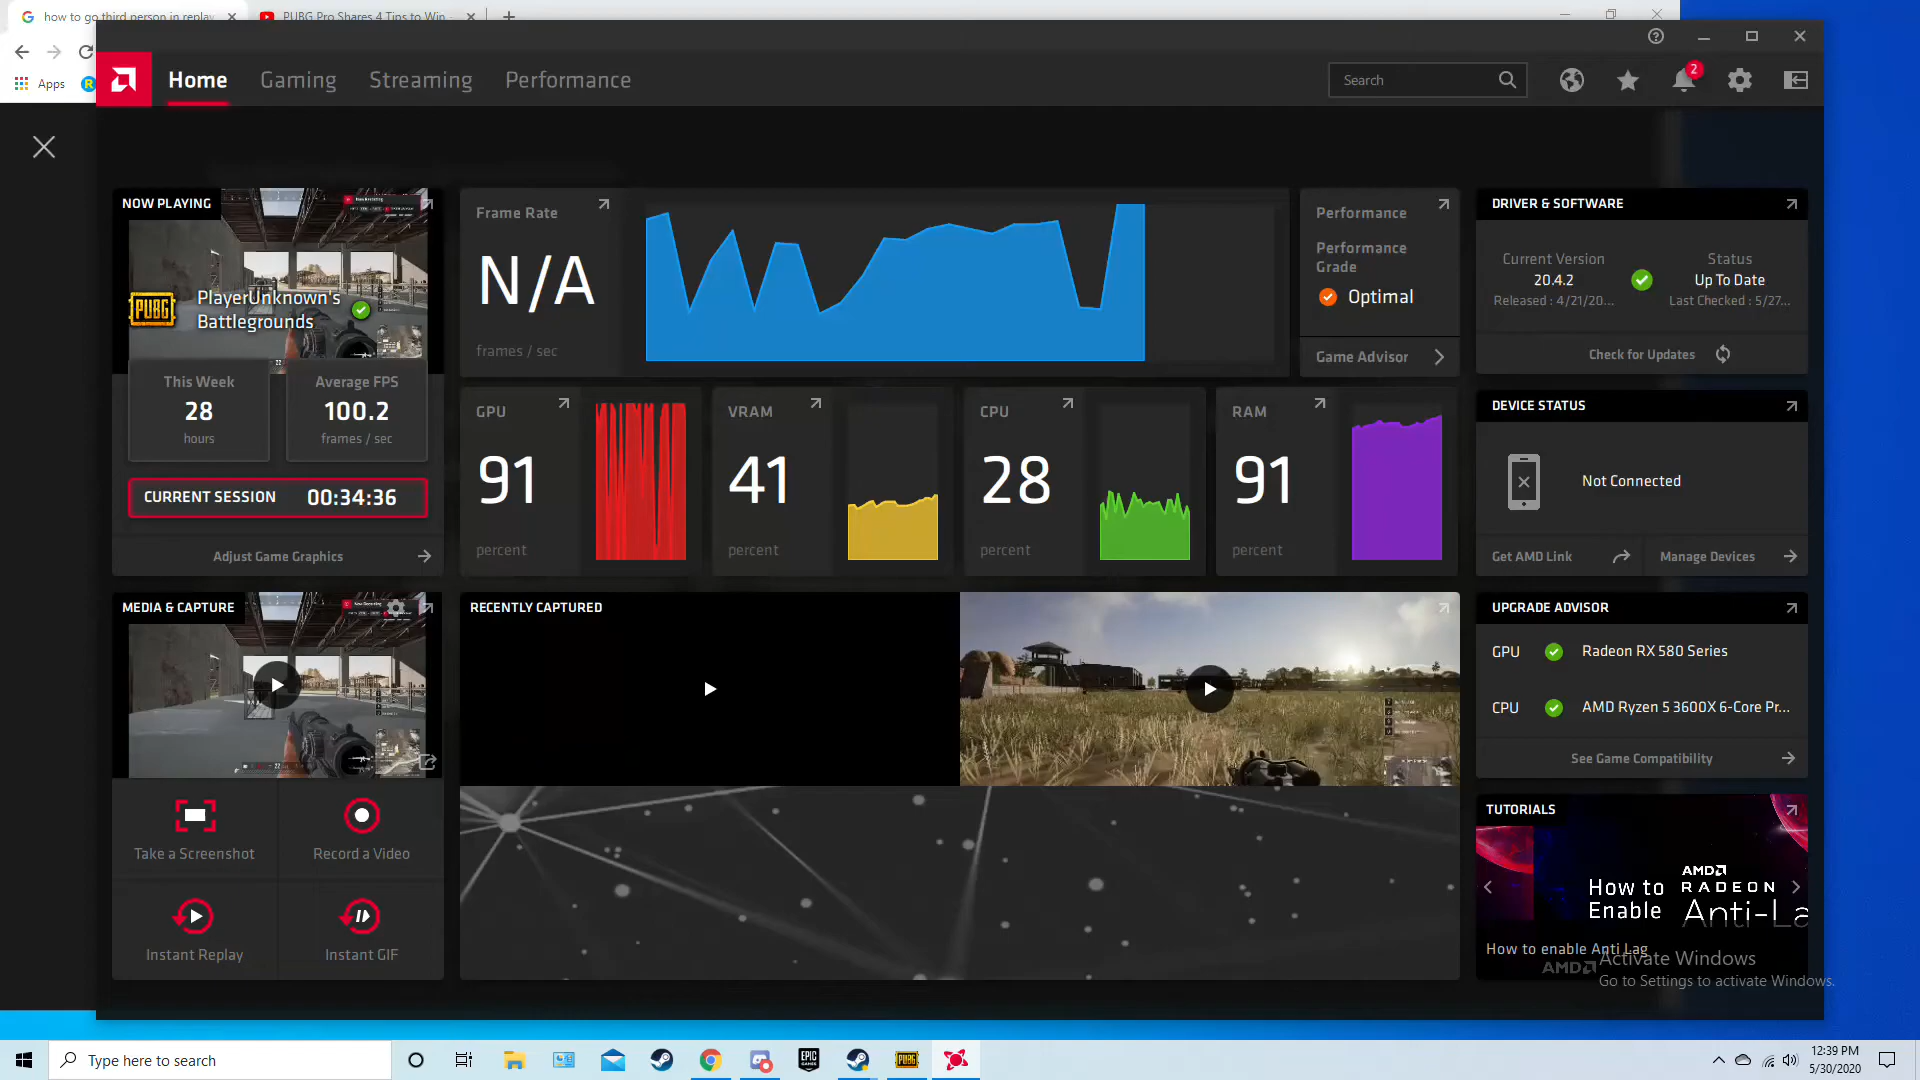 how to go third person in replay
PUBG Pro Shares 4 Tips to Win -
Apps
Home
Gaming
Streaming
Performance
Search
2
NOW PLAYING
PUBG
PlayerUnknown's
Battlegrounds
This Week
28
hours
Average FPS
100.2
frames / sec
CURRENT SESSION
00:34:36
Adjust Game Graphics
Frame Rate
N/A
frames / sec
Performance
Performance
Grade
Optimal
Game Advisor
GPU
91
percent
VRAM
41
percent
CPU
28
percent
RAM
91
percent
DRIVER & SOFTWARE
Current Version
20.4.2
Released : 4/21/20...
Status
Up To Date
Last Checked : 5/27...
Check for Updates
DEVICE STATUS
Not Connected
Get AMD Link
Manage Devices
MEDIA & CAPTURE
Take a Screenshot
Record a Video
Instant Replay
Instant GIF
RECENTLY CAPTURED
UPGRADE ADVISOR
GPU
Radeon RX 580 Series
CPU
AMD Ryzen 5 3600X 6-Core Pr...
See Game Compatibility
TUTORIALS
How to
Enable
AMD
RADEON
Anti-La
How to enable Anti Lag
AMD
Activate Windows
Go to Settings to activate Windows.
Type here to search
EPIC
GAMES
PUBG
12:39 PM
5/30/2020